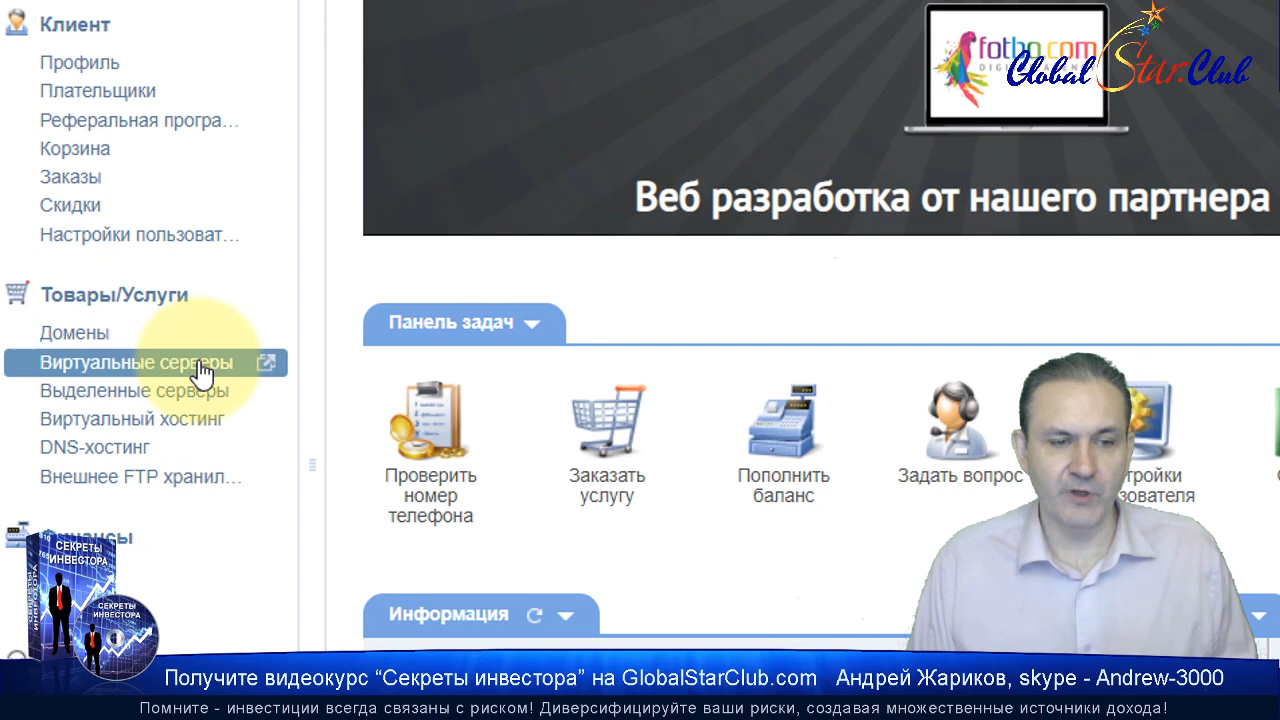 Клиент
Профиль
Плательщики
Реферальная програ...
Корзина
Заказы
Скидки
Настройки пользоват...
Товары/Услуги
Домены
Виртуальные серверы
Выделенные серверы
Виртуальный хостинг
DNS-хостинг
Внешнее FTP хранил...
fotbo.com
Global Star.Club
Веб разработка от нашего партнера
Панель задач
Проверить
номер
телефона
Заказать
услугу
Пополнить
баланс
Задать вопрос
Информация
СЕКРЕТЫ
ИНВЕСТОРА
СЕКРЕТЫ
ИНВЕСТОРА
СЕКРЕТЫ
ИНВЕСТОРА
Получите видеокурс “Секреты инвестора” на GlobalStarClub.com Андрей Жариков, skype - Andrew-3000
Помните - инвестиции всегда связаны с риском! Диверсифицируйте ваши риски, создавая множественные источники дохода!